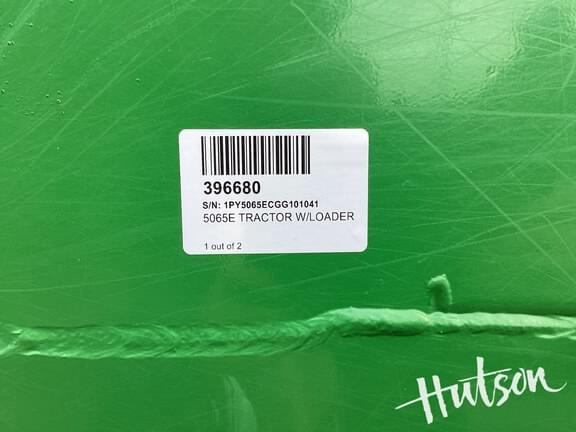 396680
S/N: 1PY5065ECGG101041
5065E TRACTOR W/LOADER
1 out of 2
Hutson